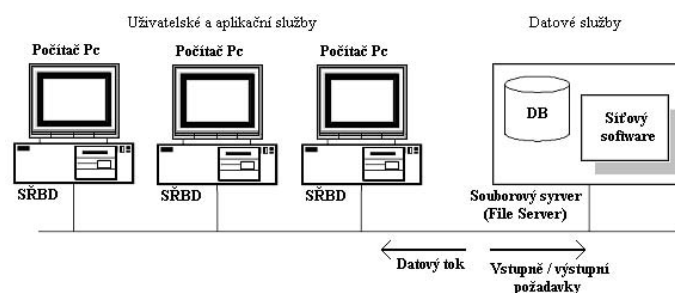 Uživatelské a aplikační služby
Datové služby
Počítač Pc
Počítač Pc
Počítač Pc
DB
Síťový
software
SŘBD
SŘBD
SŘBD
Souborový syrver
(File Server)
Datový tok
Vstupně / výstupní
požadavky